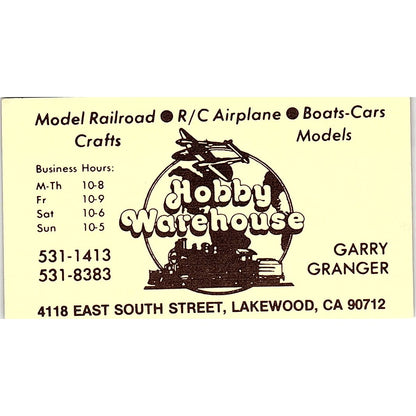 Model Railroad ● R/C Airplane ● Boats-Cars
Crafts Models
Business Hours:
M-Th 10-8
Fr 10-9
Sat 10-6
Sun 10-5
Hobby
Warehouse
531-1413
531-8383
GARRY
GRANGER
4118 EAST SOUTH STREET, LAKEWOOD, CA 90712